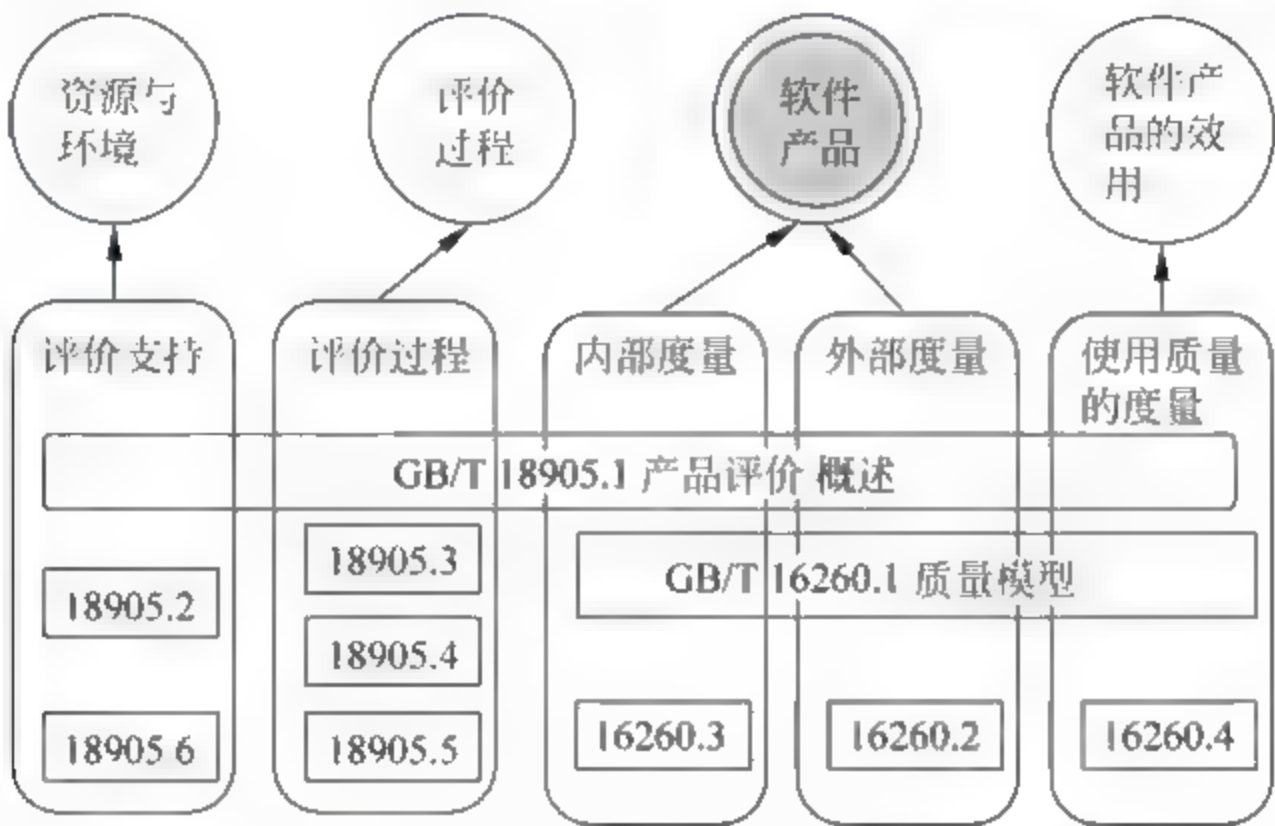 资源与
环境
评价
过程
软件
产品
软件产
品的效
用
评价支持
评价过程
内部度量
外部度量
使用质量
的度量
GB/T 18905.1 产品评价 概述
GB/T 16260.1 质量模型
18905.2
18905.6
18905.3
18905.4
18905.5
16260.3
16260.2
16260.4